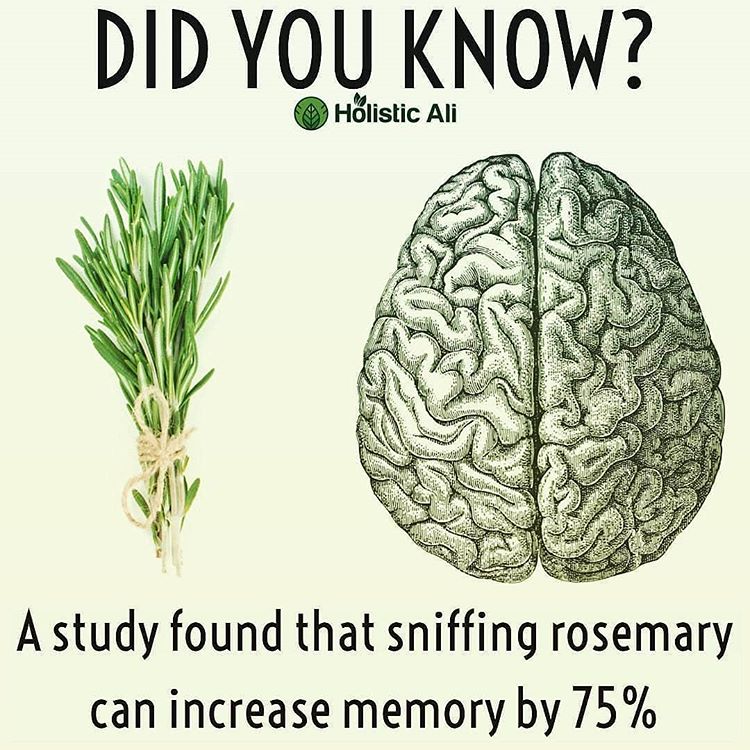 DID YOU KNOW?
Holistic Ali
A study found that sniffing rosemary
can increase memory by 75%